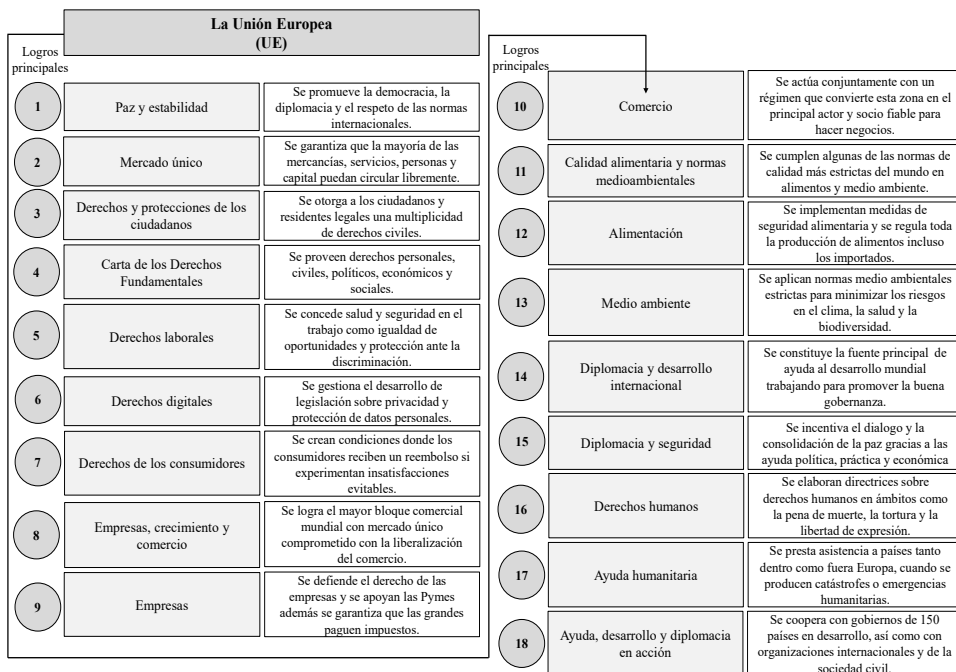 La Unión Europea
(UE)
Logros
principales
1
Paz y estabilidad
Se promueve la democracia, la
diplomacia y el respeto de las normas
internacionales.
2
Mercado único
Se garantiza que la mayoría de las
mercancías, servicios, personas y
capital puedan circular libremente.
3
Derechos y protecciones de los
ciudadanos
Se otorga a los ciudadanos y
residentes legales una multiplicidad
de derechos civiles.
4
Carta de los Derechos
Fundamentales
Se proveen derechos personales,
civiles, políticos, económicos y
sociales.
5
Derechos laborales
Se concede salud y seguridad en el
trabajo como igualdad de
oportunidades y protección ante la
discriminación.
6
Derechos digitales
Se gestiona el desarrollo de
legislación sobre privacidad y
protección de datos personales.
7
Derechos de los consumidores
Se crean condiciones donde los
consumidores reciben un reembolso si
experimentan insatisfacciones
evitables.
8
Empresas, crecimiento y
comercio
Se logra el mayor bloque comercial
mundial con mercado único
comprometido con la liberalización
del comercio.
9
Empresas
Se defiende el derecho de las
empresas y se apoyan las Pymes
además se garantiza que las grandes
paguen impuestos.
Logros
principales
10
Comercio
Se actúa conjuntamente con un
régimen que convierte esta zona en el
principal actor y socio fiable para
hacer negocios.
11
Calidad alimentaria y normas
medioambientales
Se cumplen algunas de las normas de
calidad más estrictas del mundo en
alimentos y medio ambiente.
12
Alimentación
Se implementan medidas de
seguridad alimentaria y se regula toda
la producción de alimentos incluso
los importados.
13
Medio ambiente
Se aplican normas medio ambientales
estrictas para minimizar los riesgos
en el clima, la salud y la
biodiversidad.
14
Diplomacia y desarrollo
internacional
Se constituye la fuente principal de
ayuda al desarrollo mundial
trabajando para promover la buena
gobernanza.
15
Diplomacia y seguridad
Se incentiva el dialogo y la
consolidación de la paz gracias a las
ayuda política, práctica y económica
16
Derechos humanos
Se elaboran directrices sobre
derechos humanos en ámbitos como
la pena de muerte, la tortura y la
libertad de expresión.
17
Ayuda humanitaria
Se presta asistencia a países tanto
dentro como fuera Europa, cuando se
producen catástrofes o emergencias
humanitarias.
18
Ayuda, desarrollo y diplomacia
en acción
Se coopera con gobiernos de 150
países en desarrollo, así como con
organizaciones internacionales y de la
sociedad civil.